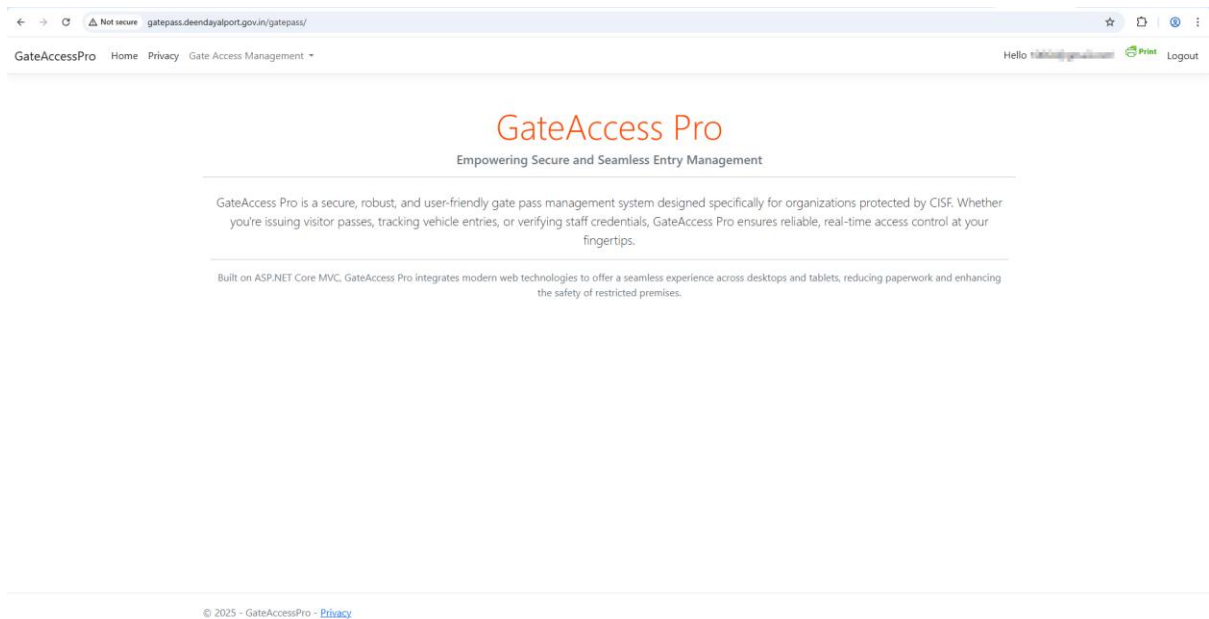 Not secure gatepass.deendayalport.gov.in/gatepass/
GateAccessPro Home Privacy Gate Access Management Hello Print Logout
GateAccess Pro
Empowering Secure and Seamless Entry Management
GateAccess Pro is a secure, robust, and user-friendly gate pass management system designed specifically for organizations protected by CISF. Whether
you're issuing visitor passes, tracking vehicle entries, or verifying staff credentials, GateAccess Pro ensures reliable, real-time access control at your
fingertips.
Built on ASP.NET Core MVC, GateAccess Pro integrates modern web technologies to offer a seamless experience across desktops and tablets, reducing paperwork and enhancing
the safety of restricted premises.
© 2025 - GateAccessPro - Privacy